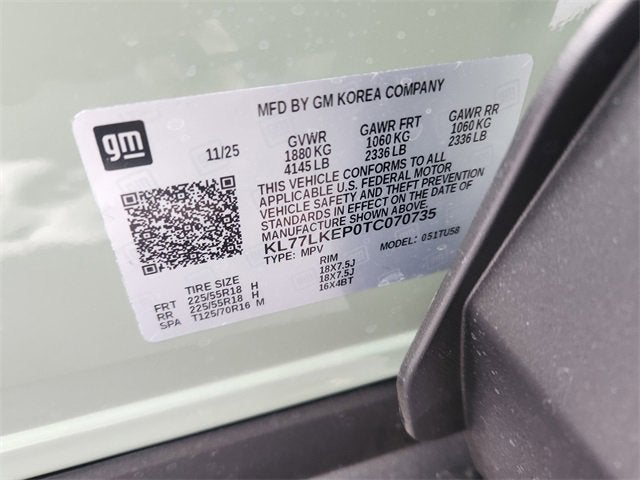 MFD BY GM KOREA COMPANY
gm
11/25
GVWR GAWR FRT GAWR RR
1880 KG 1060 KG 1060 KG
4145 LB 2336 LB 2336 LB
THIS VEHICLE CONFORMS TO ALL
APPLICABLE U.S. FEDERAL MOTOR
VEHICLE SAFETY AND THEFT PREVENTION
STANDARDS IN EFFECT ON THE DATE OF
MANUFACTURE SHOWN ABOVE.
KL77LKEP0TC070735
TYPE: MPV MODEL: 051TU58
TIRE SIZE RIM
FRT 225/55R18 H 18X7.5J
RR 225/55R18 H 18X7.5J
SPA T125/70R16 M 16X4BT